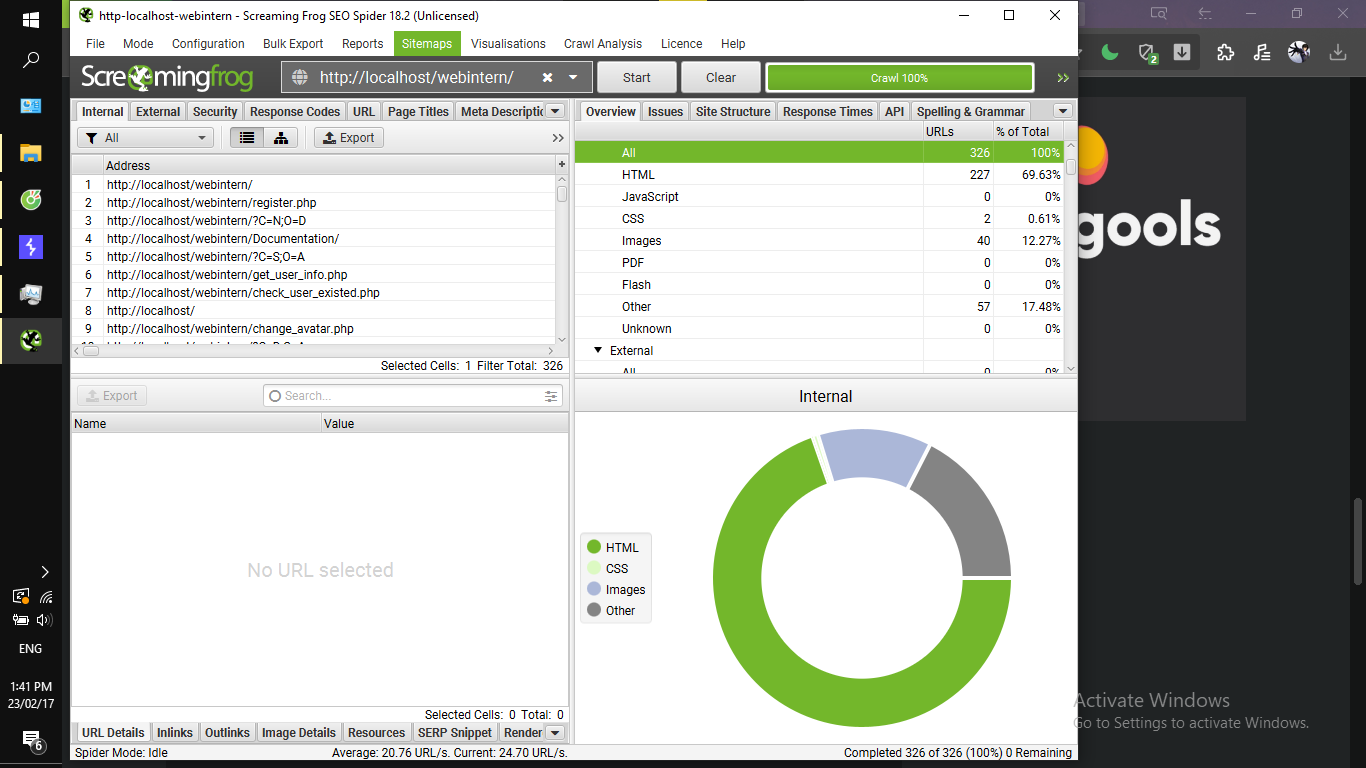 http-localhost-webintern - Screaming Frog SEO Spider 18.2 (Unlicensed)
File Mode Configuration Bulk Export Reports Sitemaps Visualisations Crawl Analysis Licence Help
Screamingfrog http://localhost/webintern/ Start Clear Crawl 100%
Internal External Security Response Codes URL Page Titles Meta Descriptic
All Export
Address
1 http://localhost/webintern/
2 http://localhost/webintern/register.php
3 http://localhost/webintern/?C=N;O=D
4 http://localhost/webintern/Documentation/
5 http://localhost/webintern/?C=S;O=A
6 http://localhost/webintern/get_user_info.php
7 http://localhost/webintern/check_user_existed.php
8 http://localhost/
9 http://localhost/webintern/change_avatar.php
Selected Cells: 1 Filter Total: 326
Export Search...
Name Value
No URL selected
Selected Cells: 0 Total: 0
URL Details Inlinks Outlinks Image Details Resources SERP Snippet Render
Overview Issues Site Structure Response Times API Spelling & Grammar
URLs % of Total
All 326 100%
HTML 227 69.63%
JavaScript 0 0%
CSS 2 0.61%
Images 40 12.27%
PDF 0 0%
Flash 0 0%
Other 57 17.48%
Unknown 0 0%
External
All 0 0%
Internal
HTML
CSS
Images
Other
Spider Mode: Idle Average: 20.76 URL/s. Current: 24.70 URL/s. Completed 326 of 326 (100%) 0 Remaining
2
gools
Activate Windows
Go to Settings to activate Windows.
ENG
1:41 PM
23/02/17
6